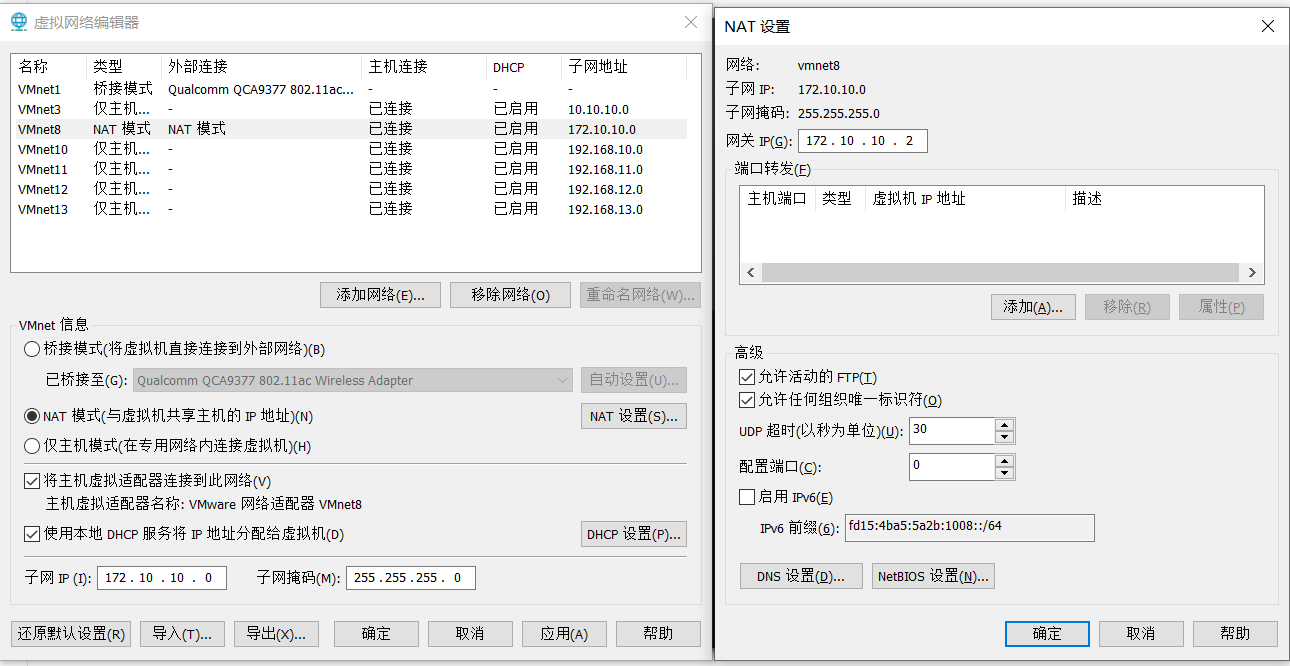 虚拟网络编辑器
名称 类型 外部连接 主机连接 DHCP 子网地址
VMnet1 桥接模式 Qualcomm QCA9377 802.11ac... - - -
VMnet3 仅主机... - 已连接 已启用 10.10.10.0
VMnet8 NAT 模式 NAT 模式 已连接 已启用 172.10.10.0
VMnet10 仅主机... - 已连接 已启用 192.168.10.0
VMnet11 仅主机... - 已连接 已启用 192.168.11.0
VMnet12 仅主机... - 已连接 已启用 192.168.12.0
VMnet13 仅主机... - 已连接 已启用 192.168.13.0
添加网络(E)... 移除网络(O) 重命名网络(W)...
VMnet 信息
桥接模式(将虚拟机直接连接到外部网络)(B)
已桥接至(G): Qualcomm QCA9377 802.11ac Wireless Adapter 自动设置(U)...
NAT 模式(与虚拟机共享主机的 IP 地址)(N) NAT 设置(S)...
仅主机模式(在专用网络内连接虚拟机)(H)
将主机虚拟适配器连接到此网络(V)
主机虚拟适配器名称: VMware 网络适配器 VMnet8
使用本地 DHCP 服务将 IP 地址分配给虚拟机(D) DHCP 设置(P)...
子网 IP (I): 172 . 10 . 10 . 0 子网掩码(M): 255 . 255 . 255 . 0
还原默认设置(R) 导入(T)... 导出(X)... 确定 取消 应用(A) 帮助
NAT 设置
网络: vmnet8
子网 IP: 172.10.10.0
子网掩码: 255.255.255.0
网关 IP(G): 172 . 10 . 10 . 2
端口转发(F)
主机端口 类型 虚拟机 IP 地址 描述
添加(A)... 移除(R) 属性(P)
高级
允许活动的 FTP(T)
允许任何组织唯一标识符(O)
UDP 超时(以秒为单位)(U): 30
配置端口(C): 0
启用 IPv6(E)
IPv6 前缀(6): fd15:4ba5:5a2b:1008::/64
DNS 设置(D)... NetBIOS 设置(N)...
确定 取消 帮助